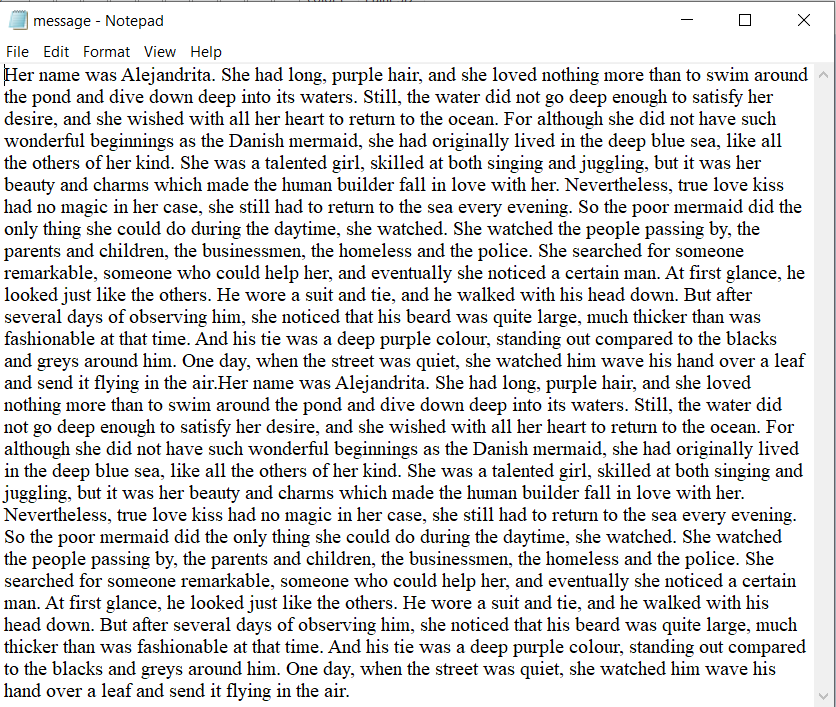 message - Notepad
File Edit Format View Help
Her name was Alejandrita. She had long, purple hair, and she loved nothing more than to swim around
the pond and dive down deep into its waters. Still, the water did not go deep enough to satisfy her
desire, and she wished with all her heart to return to the ocean. For although she did not have such
wonderful beginnings as the Danish mermaid, she had originally lived in the deep blue sea, like all
the others of her kind. She was a talented girl, skilled at both singing and juggling, but it was her
beauty and charms which made the human builder fall in love with her. Nevertheless, true love kiss
had no magic in her case, she still had to return to the sea every evening. So the poor mermaid did the
only thing she could do during the daytime, she watched. She watched the people passing by, the
parents and children, the businessmen, the homeless and the police. She searched for someone
remarkable, someone who could help her, and eventually she noticed a certain man. At first glance, he
looked just like the others. He wore a suit and tie, and he walked with his head down. But after
several days of observing him, she noticed that his beard was quite large, much thicker than was
fashionable at that time. And his tie was a deep purple colour, standing out compared to the blacks
and greys around him. One day, when the street was quiet, she watched him wave his hand over a leaf
and send it flying in the air.Her name was Alejandrita. She had long, purple hair, and she loved
nothing more than to swim around the pond and dive down deep into its waters. Still, the water did
not go deep enough to satisfy her desire, and she wished with all her heart to return to the ocean. For
although she did not have such wonderful beginnings as the Danish mermaid, she had originally lived
in the deep blue sea, like all the others of her kind. She was a talented girl, skilled at both singing and
juggling, but it was her beauty and charms which made the human builder fall in love with her.
Nevertheless, true love kiss had no magic in her case, she still had to return to the sea every evening.
So the poor mermaid did the only thing she could do during the daytime, she watched. She watched
the people passing by, the parents and children, the businessmen, the homeless and the police. She
searched for someone remarkable, someone who could help her, and eventually she noticed a certain
man. At first glance, he looked just like the others. He wore a suit and tie, and he walked with his
head down. But after several days of observing him, she noticed that his beard was quite large, much
thicker than was fashionable at that time. And his tie was a deep purple colour, standing out compared
to the blacks and greys around him. One day, when the street was quiet, she watched him wave his
hand over a leaf and send it flying in the air.